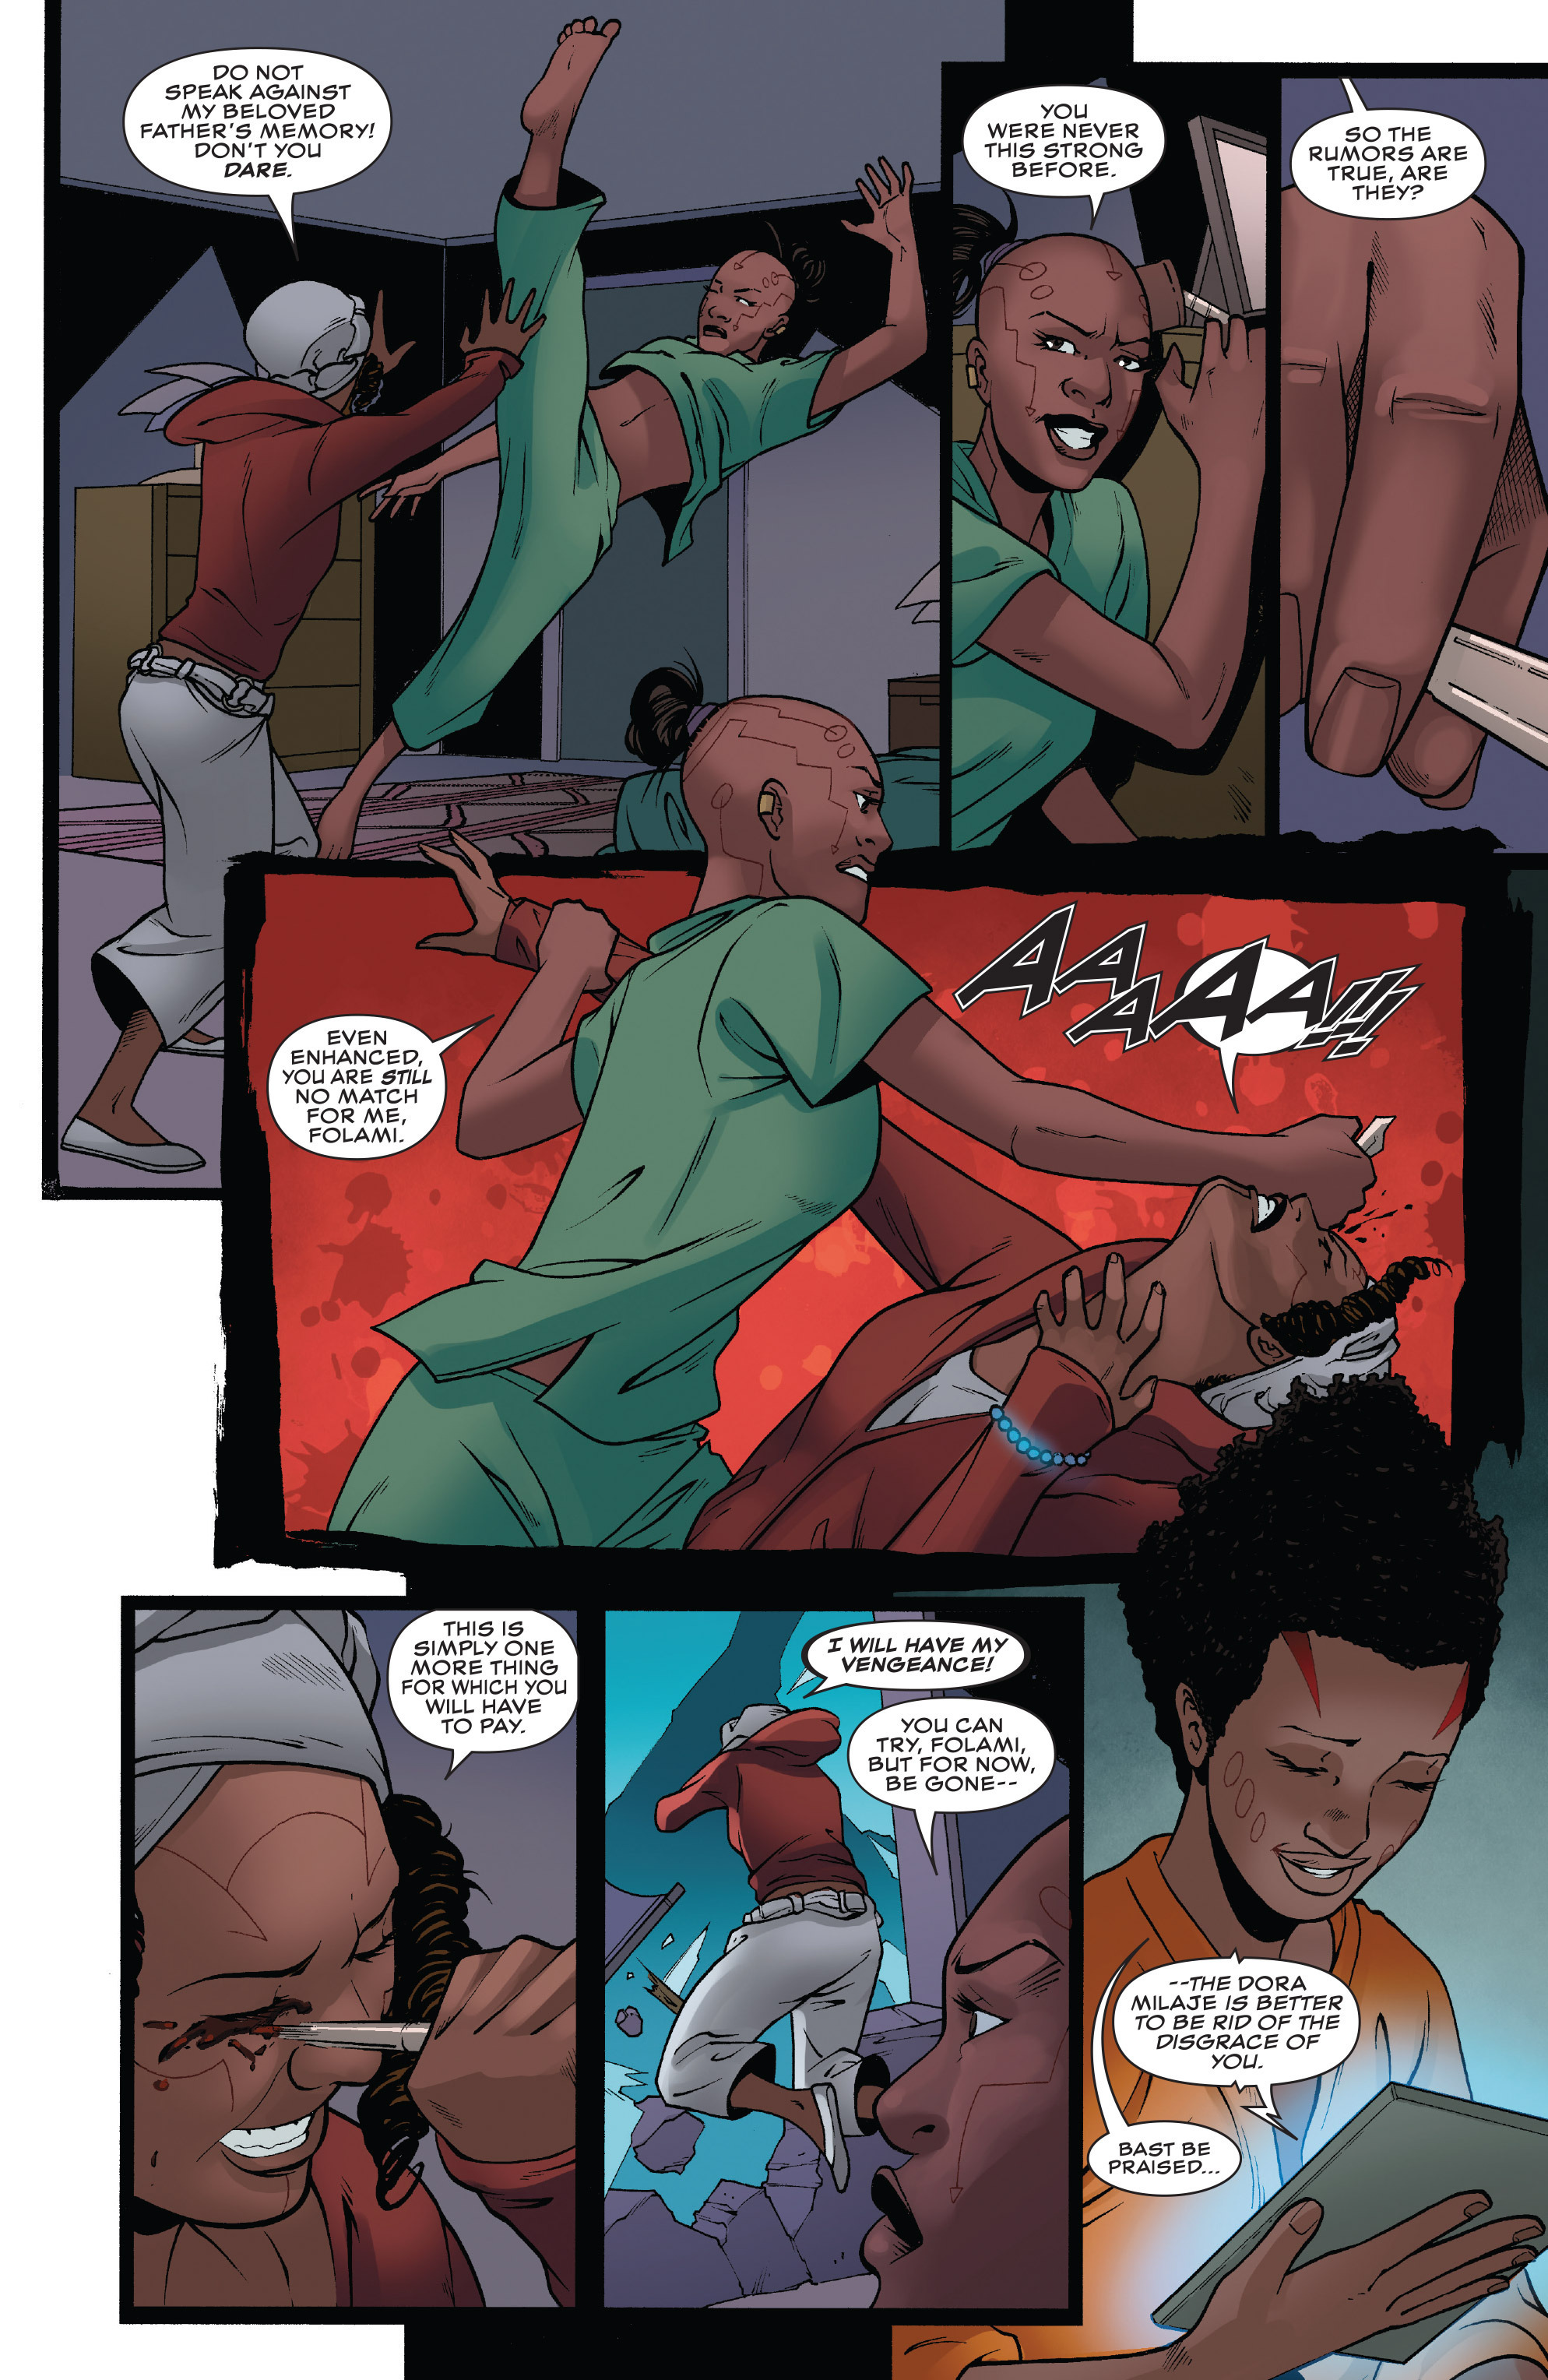 DO NOT
SPEAK AGAINST
MY BELOVED
FATHER'S MEMORY!
DON'T YOU
DARE.
YOU
WERE NEVER
THIS STRONG
BEFORE.
SO THE
RUMORS ARE
TRUE, ARE
THEY?
EVEN
ENHANCED,
YOU ARE STILL
NO MATCH
FOR ME,
FOLAMI.
AAAAA!!!
THIS IS
SIMPLY ONE
MORE THING
FOR WHICH YOU
WILL HAVE
TO PAY.
I WILL HAVE MY
VENGEANCE!
YOU CAN
TRY, FOLAMI,
BUT FOR NOW,
BE GONE--
--THE DORA
MILAJE IS BETTER
TO BE RID OF THE
DISGRACE OF
YOU.
BAST BE
PRAISED...